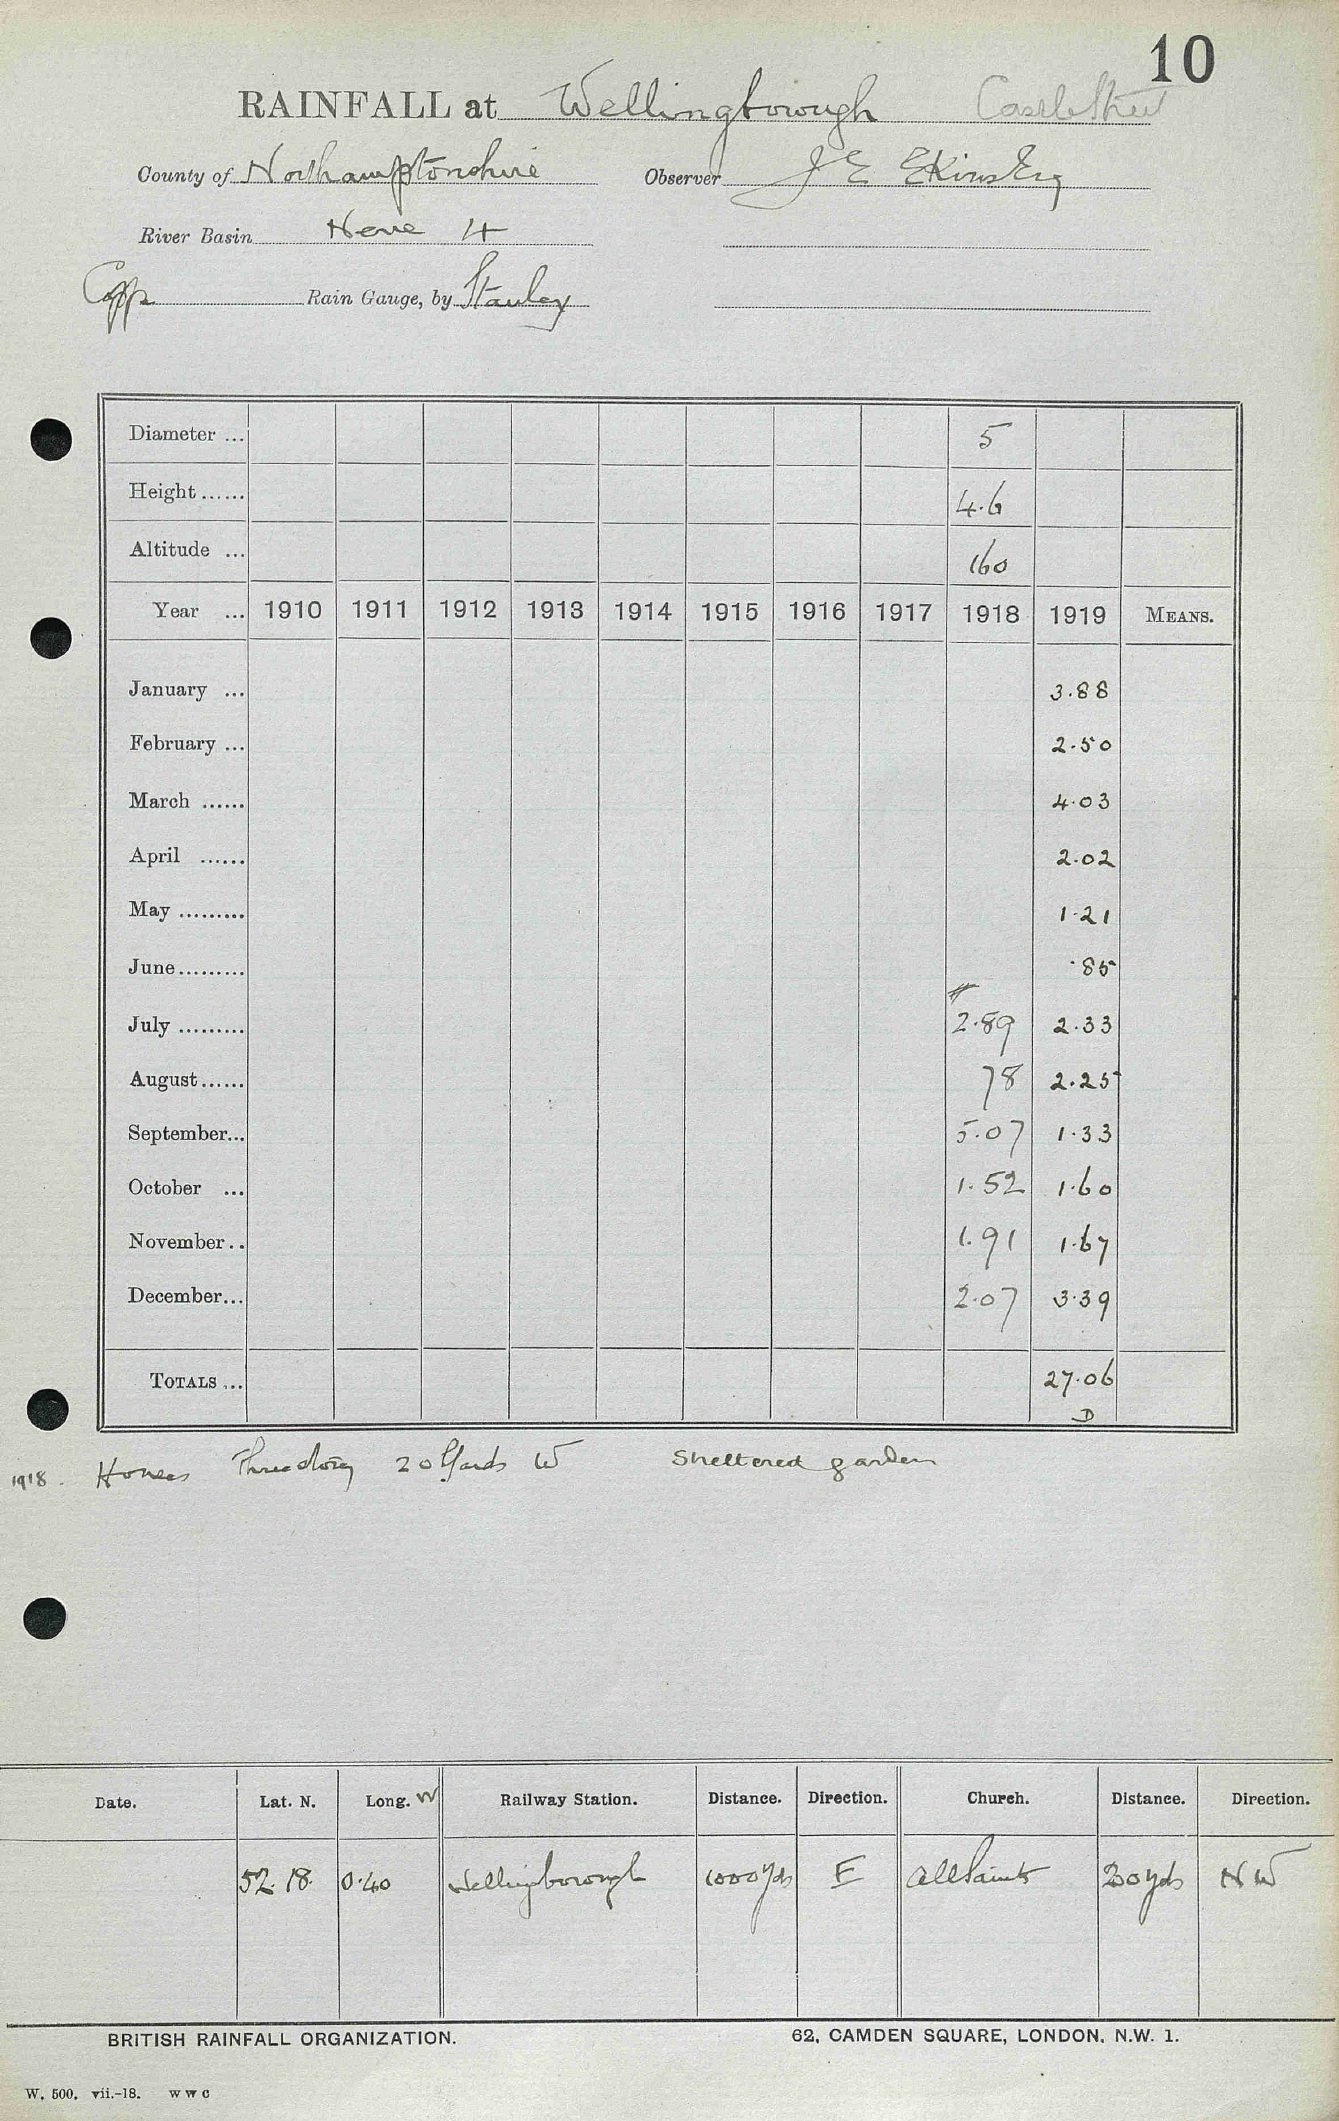 10
RAINFALL at Wellingborough Castle Street
County of Northamptonshire Observer J E Ekins Esq
River Basin Nene 4
Copp Rain Gauge, by Stanley
Diameter ... 5
Height ...... 4.6
Altitude ... 160
Year ... 1910 1911 1912 1913 1914 1915 1916 1917 1918 1919 MEANS.
January ... 3.88
February ... 2.50
March ...... 4.03
April ...... 2.02
May ......... 1.21
June ......... .85
July ......... 2.89 2.33
August ...... 78 2.25
September... 5.07 1.33
October ... 1.52 1.60
November .. 1.91 1.67
December... 2.07 3.39
TOTALS ... 27.06
D
1918. Houses Three story 20 Yards W Sheltered garden
Date. Lat. N. Long. W Railway Station. Distance. Direction. Church. Distance. Direction.
52.18. 0.40 Wellingborough 1000 yds E All Saints 30 yds N W
BRITISH RAINFALL ORGANIZATION. 62, CAMDEN SQUARE, LONDON, N.W. 1.
W. 500. vii.-18. W W C